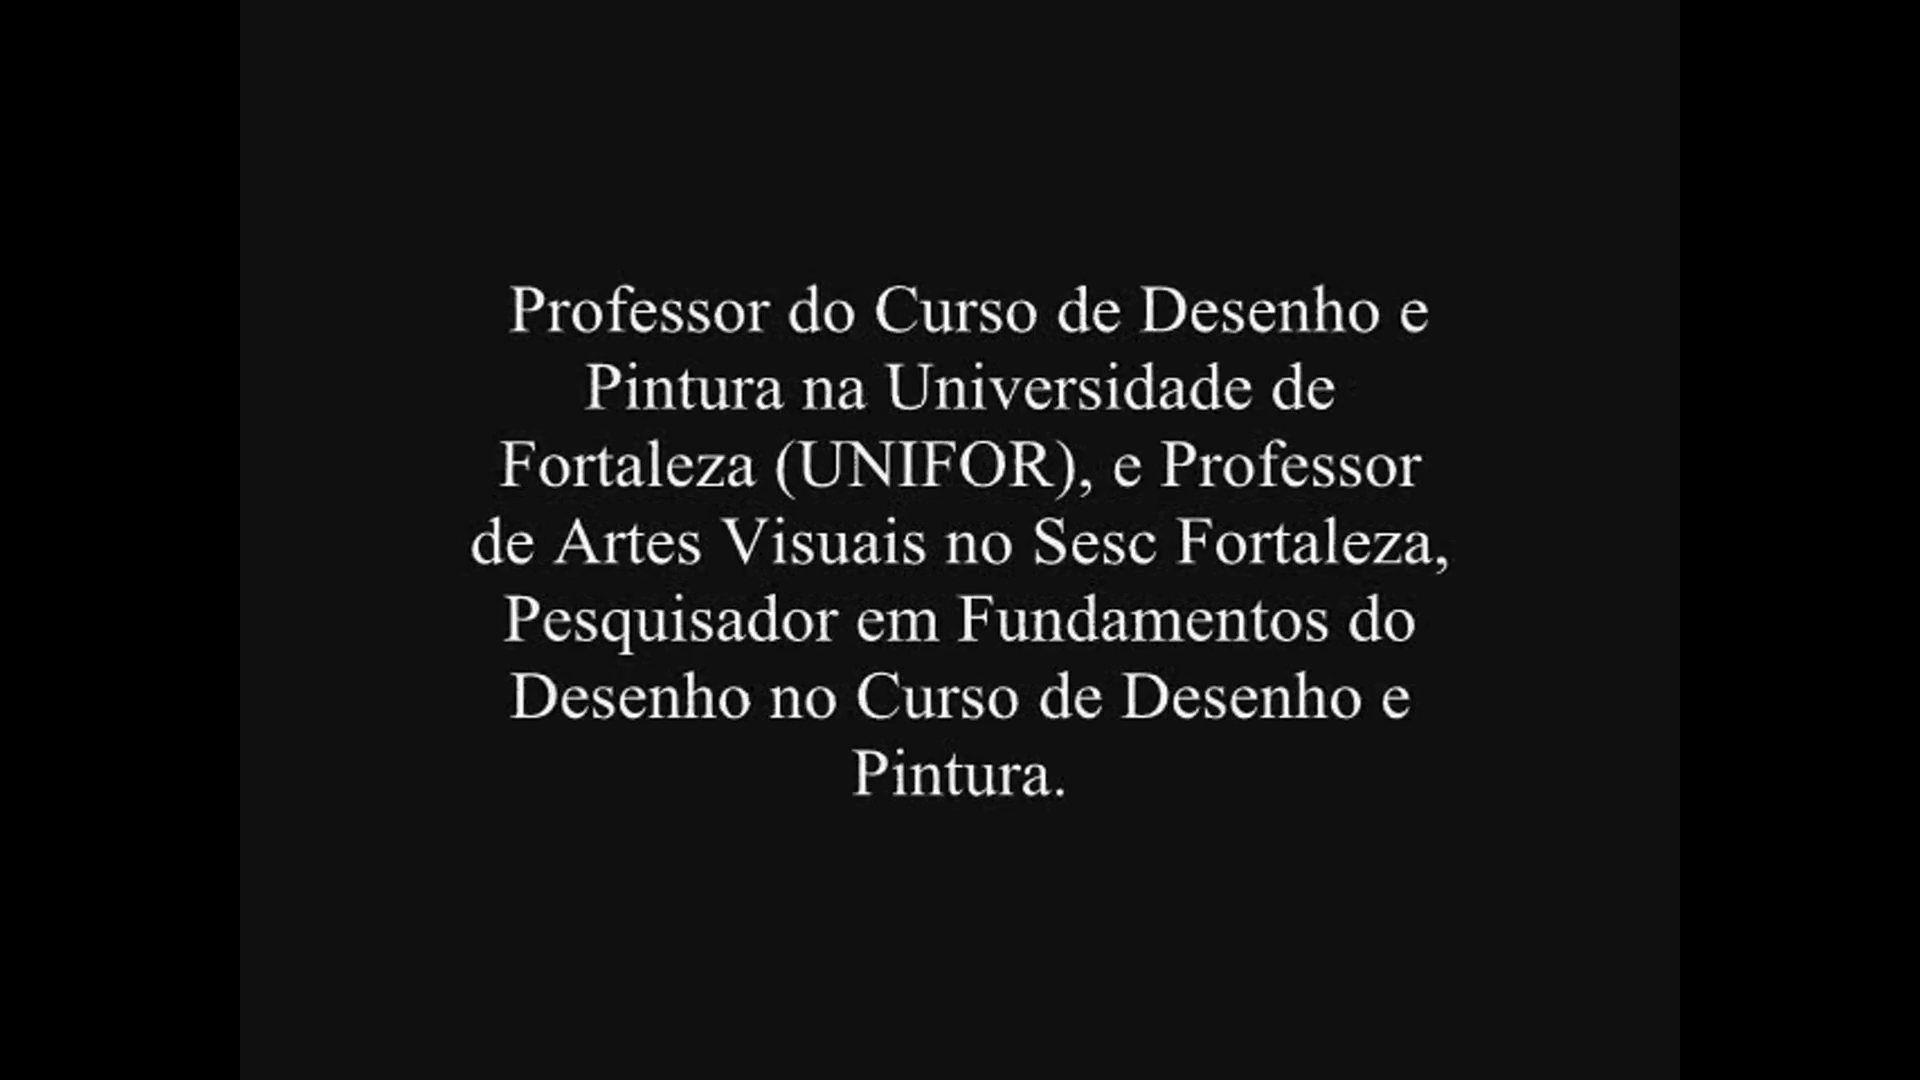 Professor do Curso de Desenho e
Pintura na Universidade de
Fortaleza (UNIFOR), e Professor
de Artes Visuais no Sesc Fortaleza,
Pesquisador em Fundamentos do
Desenho no Curso de Desenho e
Pintura.